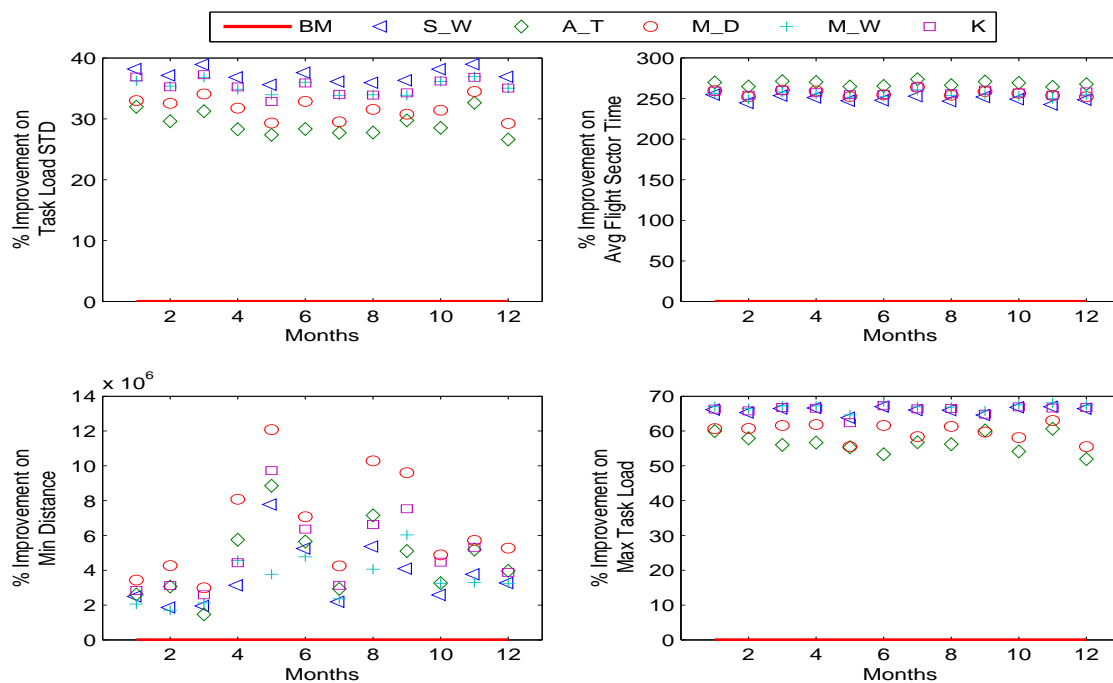 BM S_W A_T M_D M_W K
% Improvement on
Task Load STD
40
30
20
10
0
2 4 6 8 10 12
Months
% Improvement on
Avg Flight Sector Time
300
250
200
150
100
50
0
2 4 6 8 10 12
Months
% Improvement on
Min Distance
× 10^6
14
12
10
8
6
4
2
0
2 4 6 8 10 12
Months
% Improvement on
Max Task Load
70
60
50
40
30
20
10
0
2 4 6 8 10 12
Months